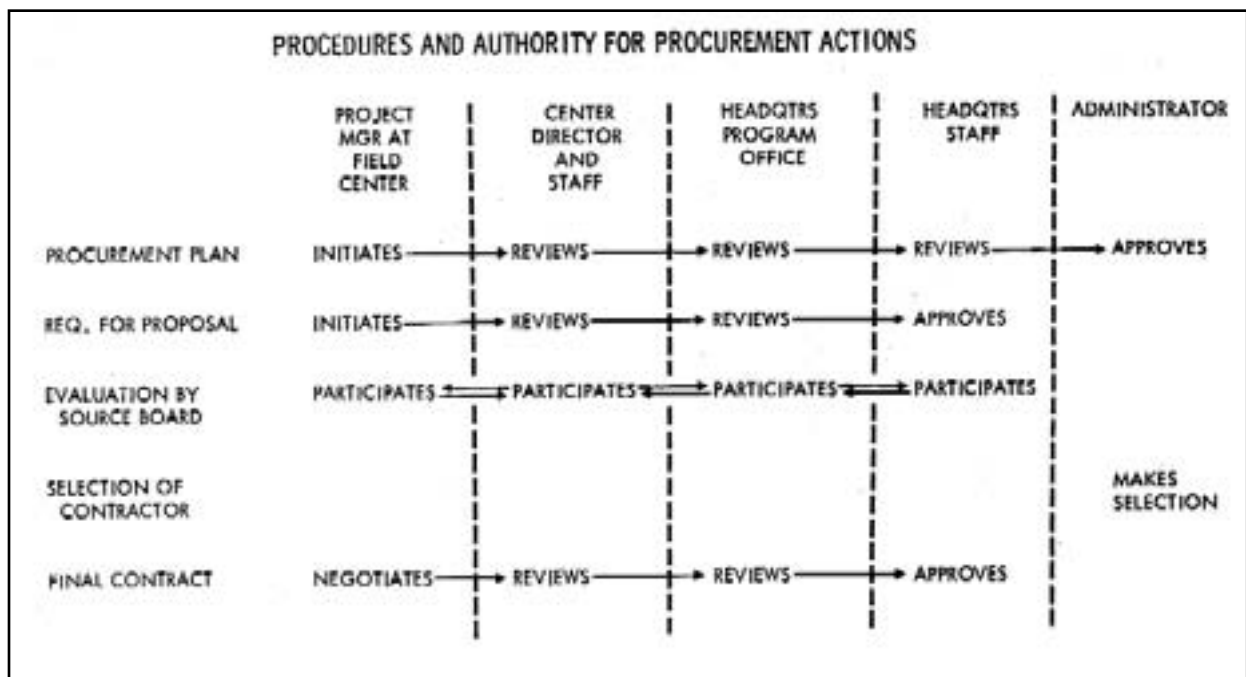 PROCEDURES AND AUTHORITY FOR PROCUREMENT ACTIONS
PROJECT
MGR AT
FIELD
CENTER
CENTER
DIRECTOR
AND
STAFF
HEADQTRS
PROGRAM
OFFICE
HEADQTRS
STAFF
ADMINISTRATOR
PROCUREMENT PLAN INITIATES REVIEWS REVIEWS REVIEWS APPROVES
REQ. FOR PROPOSAL INITIATES REVIEWS REVIEWS APPROVES
EVALUATION BY
SOURCE BOARD
PARTICIPATES PARTICIPATES PARTICIPATES PARTICIPATES
SELECTION OF
CONTRACTOR
MAKES
SELECTION
FINAL CONTRACT NEGOTIATES REVIEWS REVIEWS APPROVES